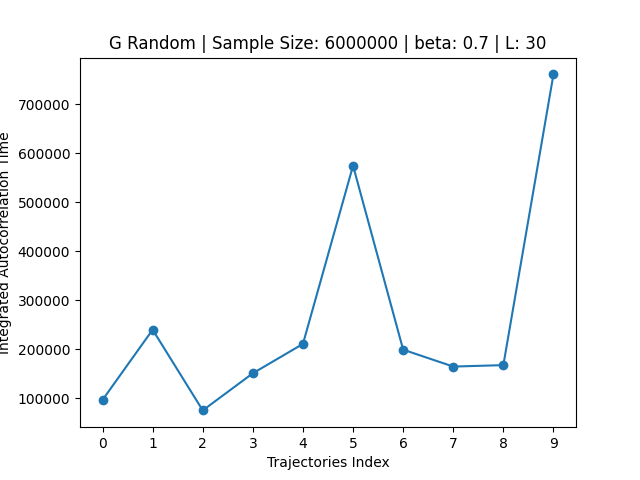 G Random | Sample Size: 6000000 | beta: 0.7 | L: 30
Integrated Autocorrelation Time
700000
600000
500000
400000
300000
200000
100000
0 1 2 3 4 5 6 7 8 9
Trajectories Index